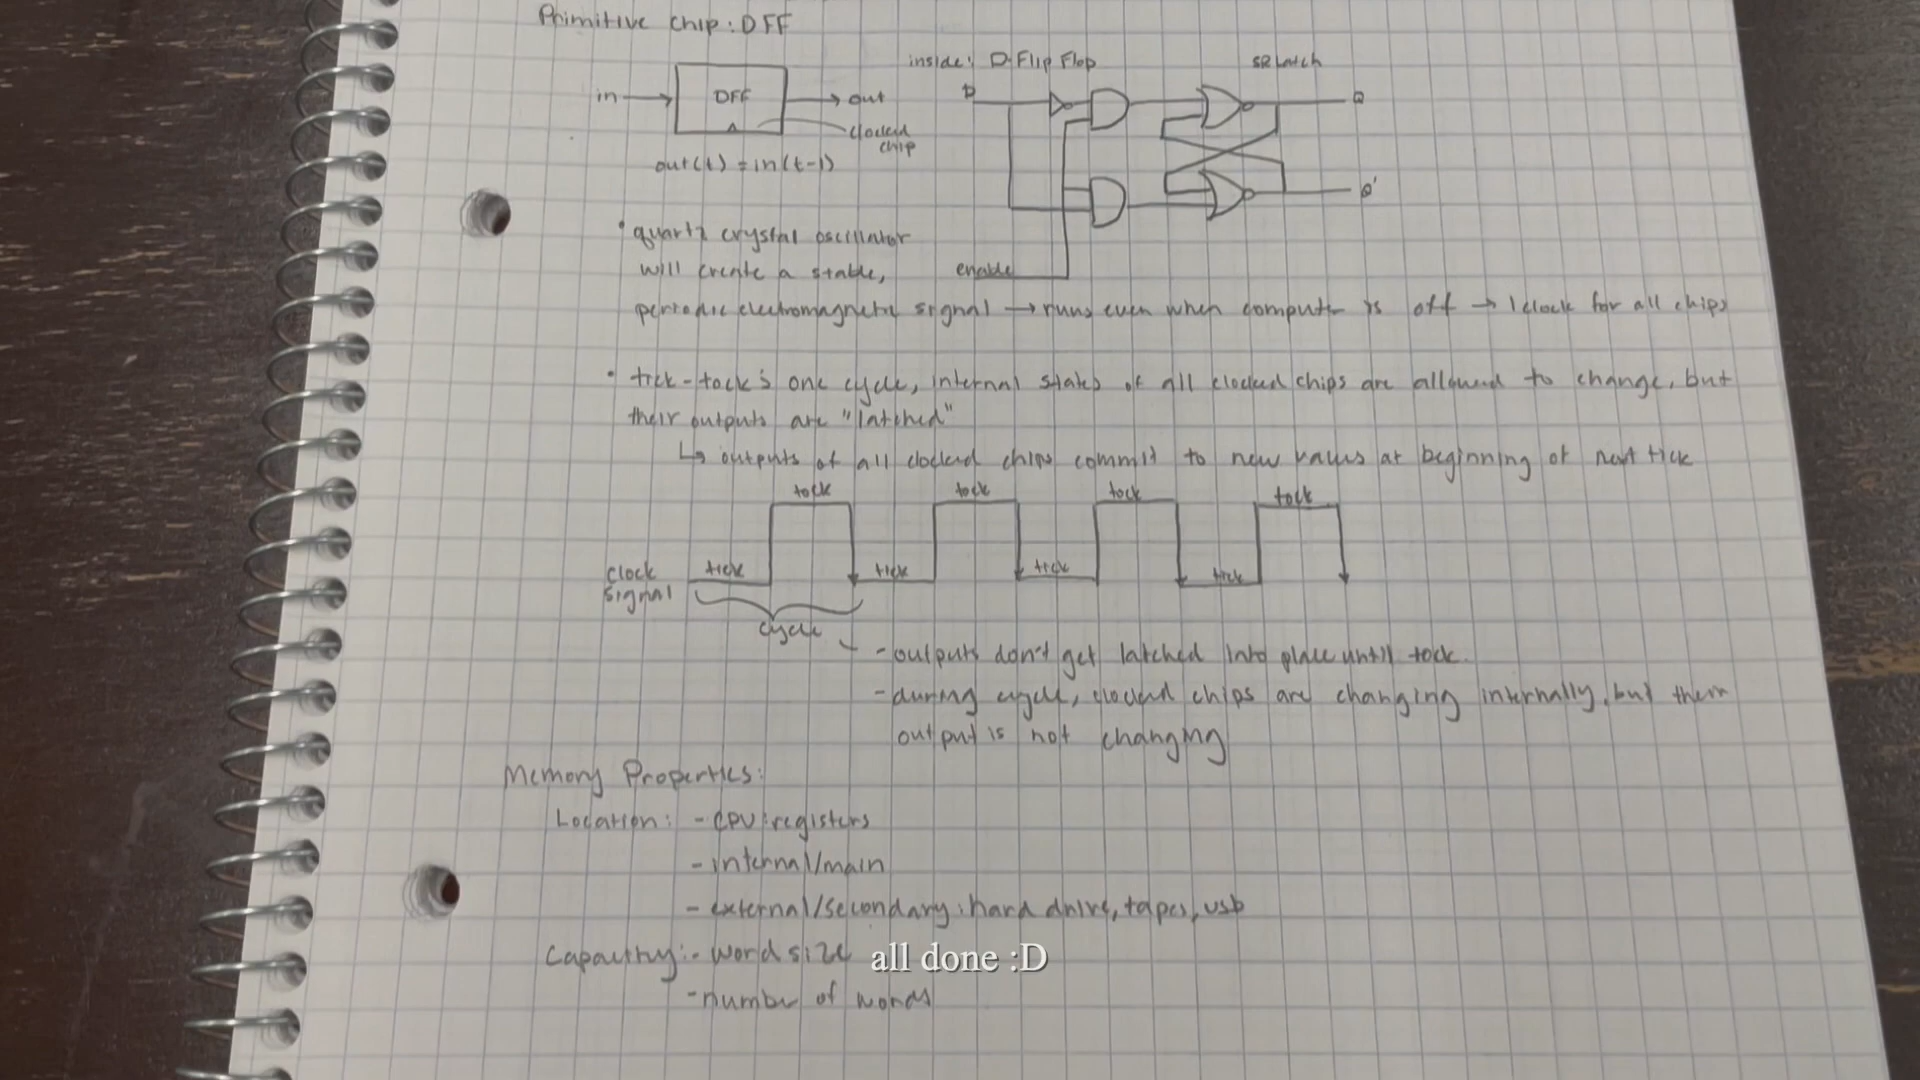 Primitive chip: DFF
inside: D Flip Flop
SR Latch
in
DFF
out
D
Q
clocked
chip
out(t) = in(t-1)
Q'
• quartz crystal oscillator
will create a stable,
enable
periodic electromagnetic signal → runs even when computer is off → 1 clock for all chips
• tick-tock's one cycle, internal states of all clocked chips are allowed to change, but
their outputs are "latched"
↳ outputs of all clocked chips commit to new values at beginning of next tick
tock tock tock tock
clock
signal
tick tick tick tick
cycle
- outputs don't get latched into place until tock.
- during cycle, clocked chips are changing internally, but their
output is not changing
Memory Properties:
Location: - CPU: registers
- internal/main
- external/secondary: hard drive, tapes, usb
Capacity: - word size
all done :D
- number of words